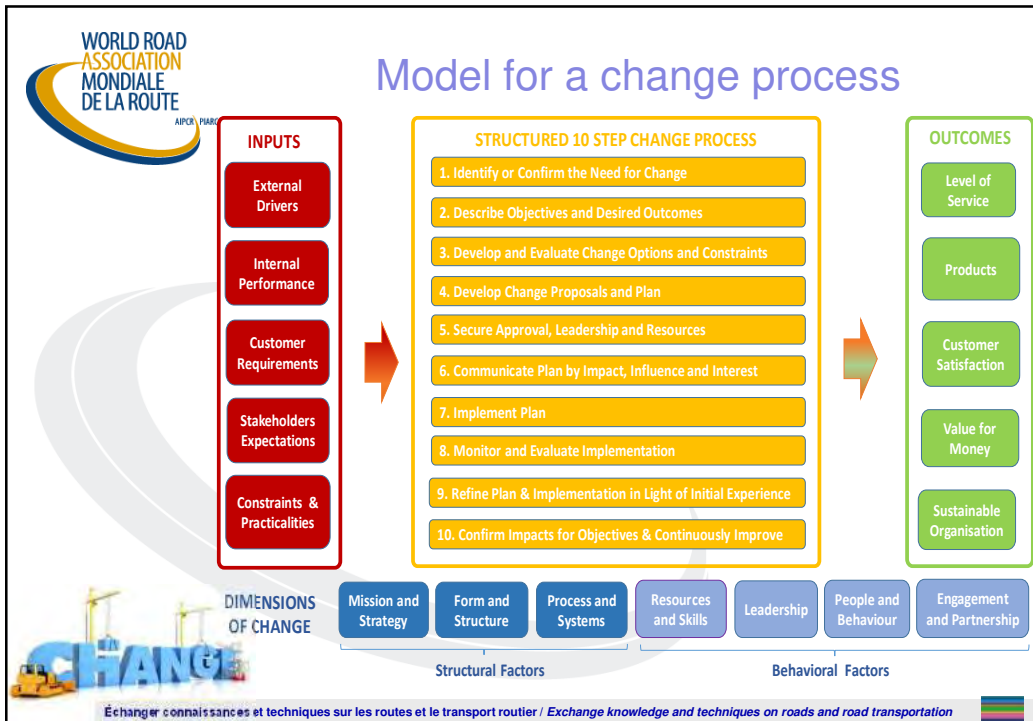 WORLD ROAD
ASSOCIATION
MONDIALE
DE LA ROUTE
AIPCR PIARC
Model for a change process
INPUTS
External
Drivers
Internal
Performance
Customer
Requirements
Stakeholders
Expectations
Constraints &
Practicalities
STRUCTURED 10 STEP CHANGE PROCESS
1. Identify or Confirm the Need for Change
2. Describe Objectives and Desired Outcomes
3. Develop and Evaluate Change Options and Constraints
4. Develop Change Proposals and Plan
5. Secure Approval, Leadership and Resources
6. Communicate Plan by Impact, Influence and Interest
7. Implement Plan
8. Monitor and Evaluate Implementation
9. Refine Plan & Implementation in Light of Initial Experience
10. Confirm Impacts for Objectives & Continuously Improve
OUTCOMES
Level of
Service
Products
Customer
Satisfaction
Value for
Money
Sustainable
Organisation
CHANGE
DIMENSIONS
OF CHANGE
Mission and
Strategy
Form and
Structure
Process and
Systems
Resources
and Skills
Leadership
People and
Behaviour
Engagement
and Partnership
Structural Factors
Behavioral Factors
Échanger connaissances et techniques sur les routes et le transport routier / Exchange knowledge and techniques on roads and road transportation